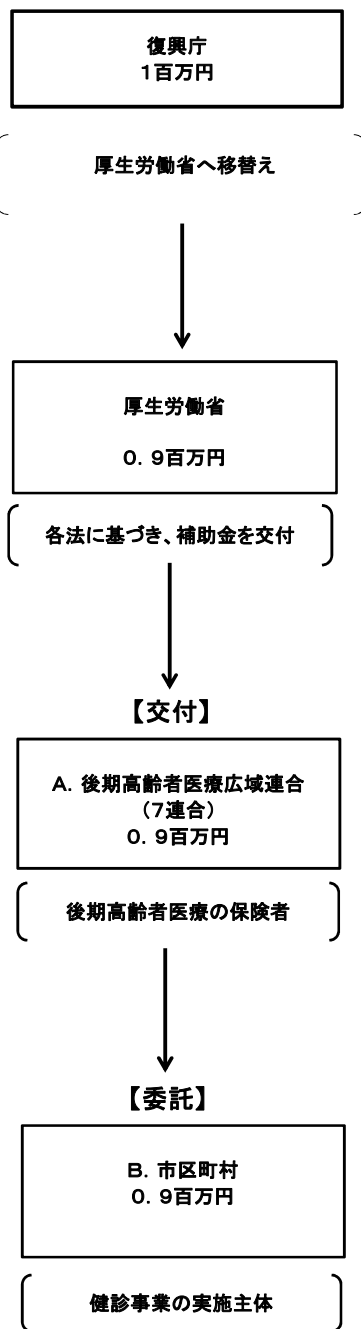 復興庁
1百万円
厚生労働省へ移替え
厚生労働省
0.9百万円
各法に基づき、補助金を交付
【交付】
A.後期高齢者医療広域連合
(7連合)
0.9百万円
後期高齢者医療の保険者
【委託】
B.市区町村
0.9百万円
健診事業の実施主体